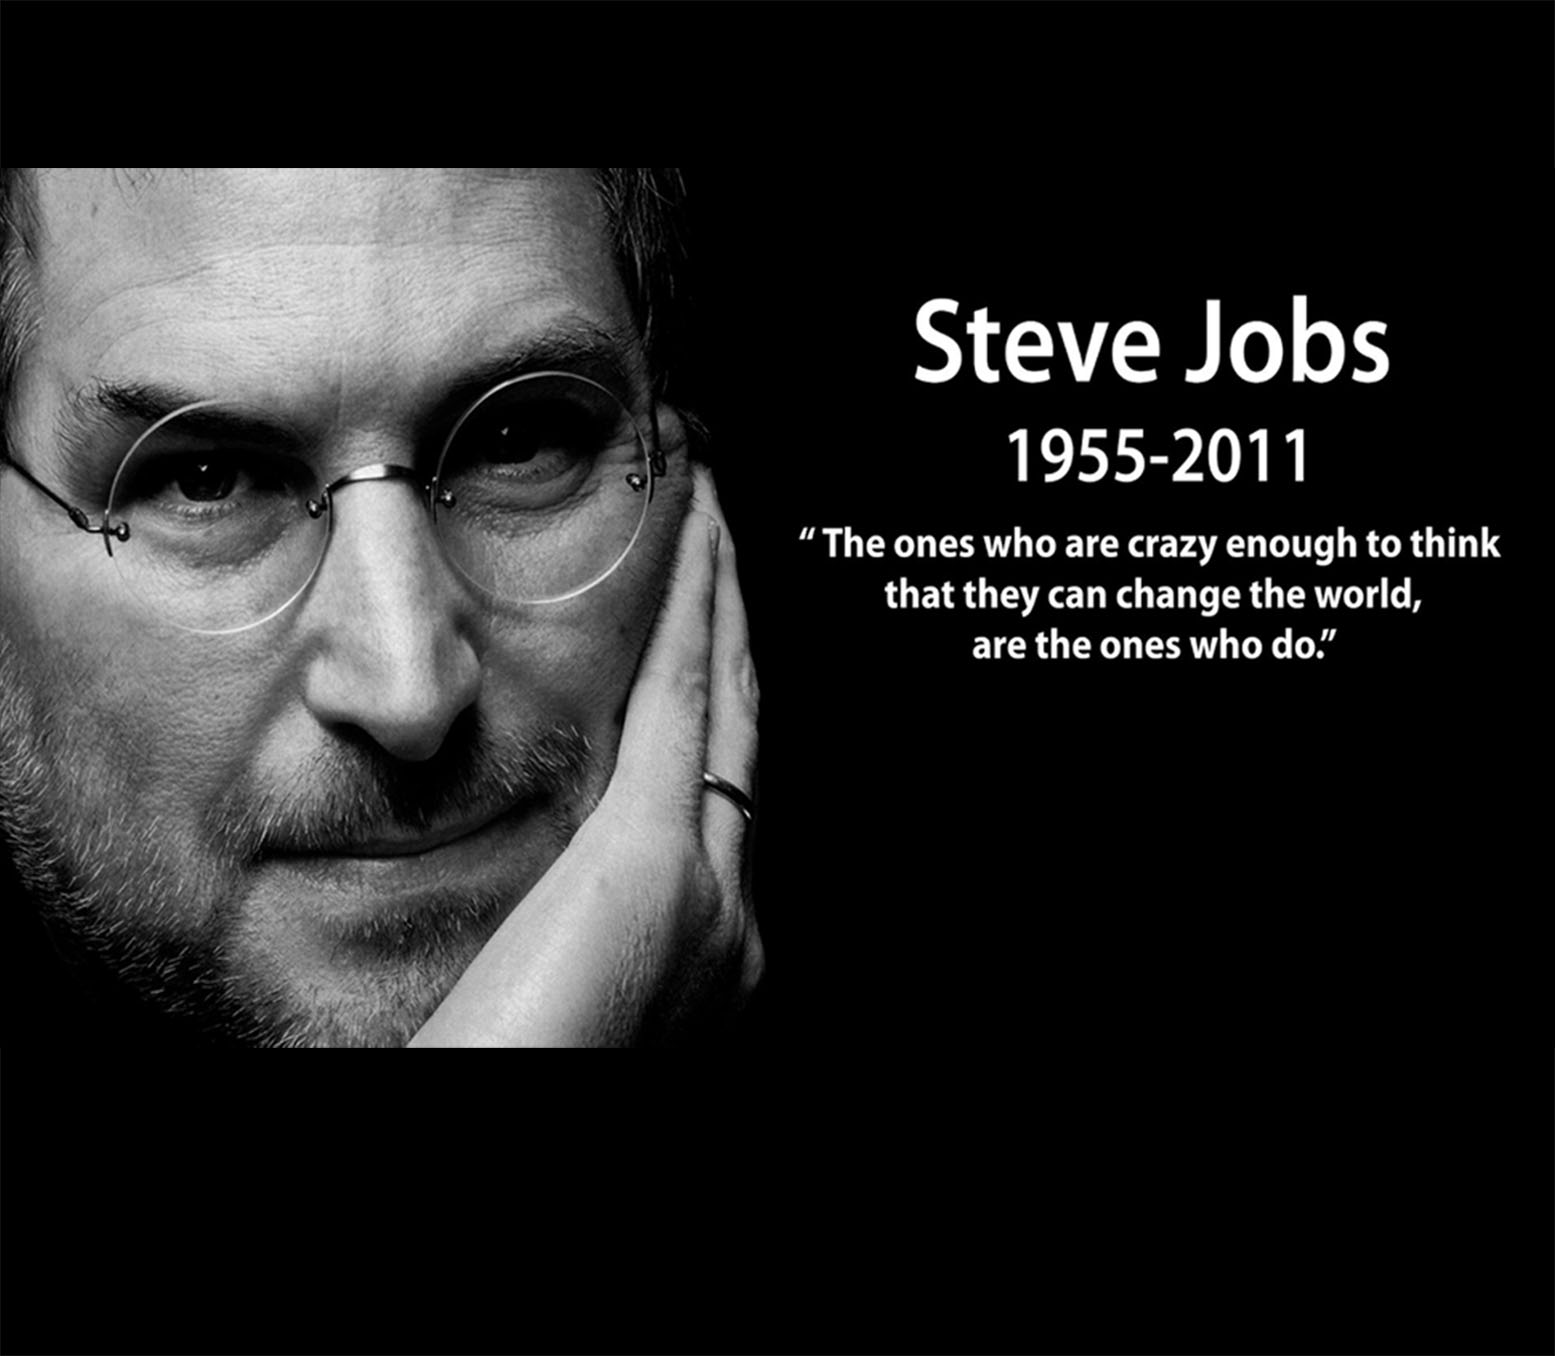 Steve Jobs
1955-2011
“ The ones who are crazy enough to think
that they can change the world,
are the ones who do.”